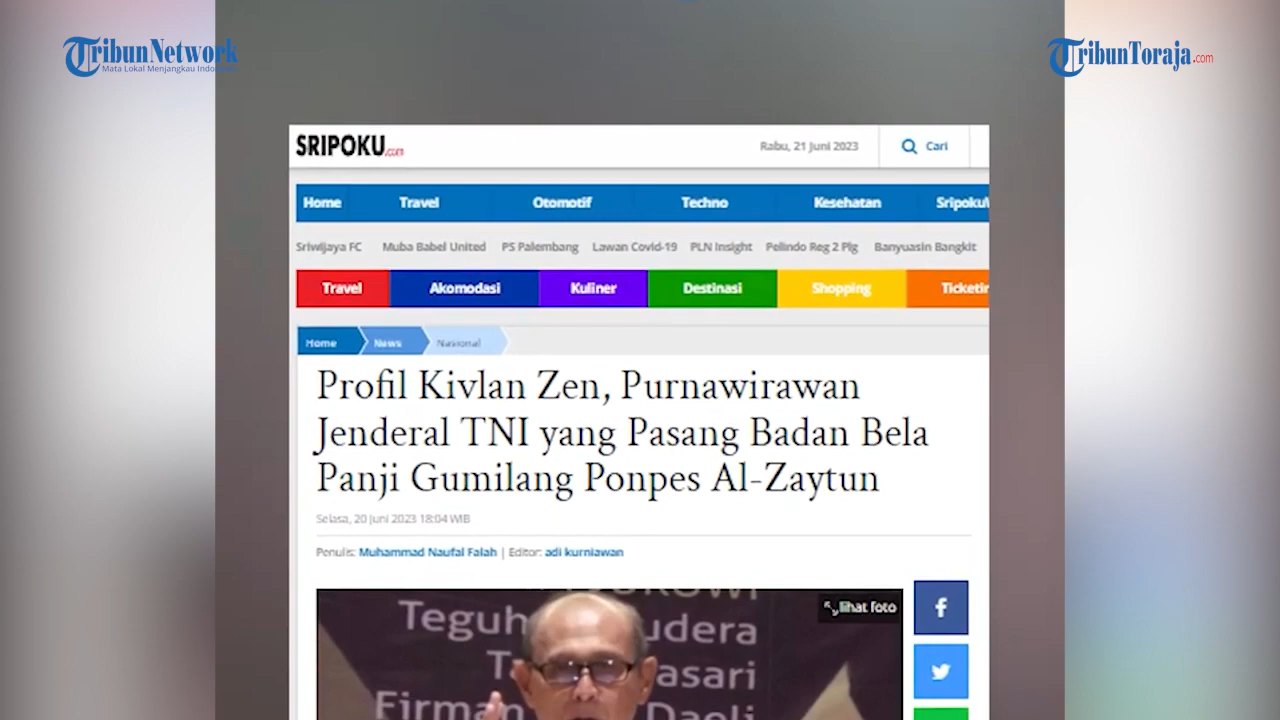 TribunNetwork
Mata Lokal Menjangkau Indonesia
TribunToraja.com
SRIPOKU.com
Rabu, 21 Juni 2023
Cari
Home Travel Otomotif Techno Kesehatan
Sriwijaya FC Muba Babel United PS Palembang Lawan Covid-19 PLN Insight Pelindo Reg 2 Plg Banyuasin Bangkit
Travel Akomodasi Kuliner Destinasi Shopping
Home News Nasional
Profil Kivlan Zen, Purnawirawan
Jenderal TNI yang Pasang Badan Bela
Panji Gumilang Ponpes Al-Zaytun
Selasa, 20 Juni 2023 18:04 WIB
Penulis: Muhammad Naufal Falah | Editor: adi kurniawan
lihat foto
Teguh
Firman